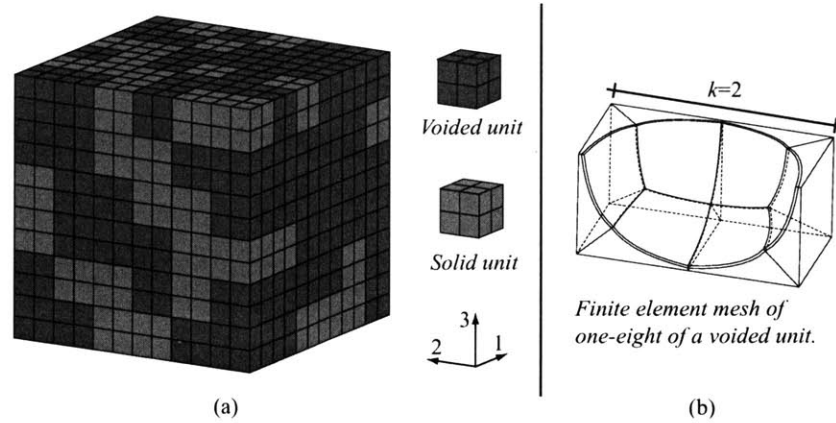 Voided unit
Solid unit
3
2
1
(a)
k=2
Finite element mesh of
one-eight of a voided unit.
(b)